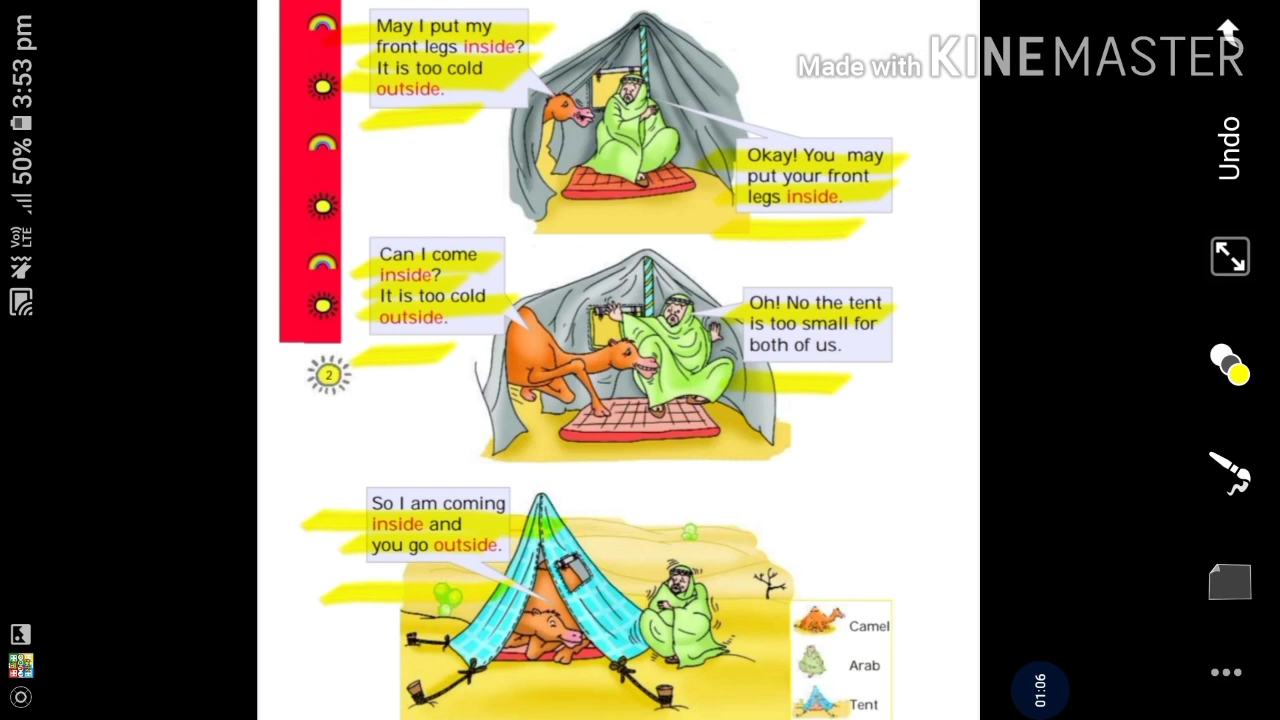 3:53 pm
50%
Vo))
LTE
May I put my
front legs inside?
It is too cold
outside.
Made with KINEMASTER
Okay! You may
put your front
legs inside.
Undo
Can I come
inside?
It is too cold
outside.
Oh! No the tent
is too small for
both of us.
2
So I am coming
inside and
you go outside.
Camel
Arab
Tent
01:06